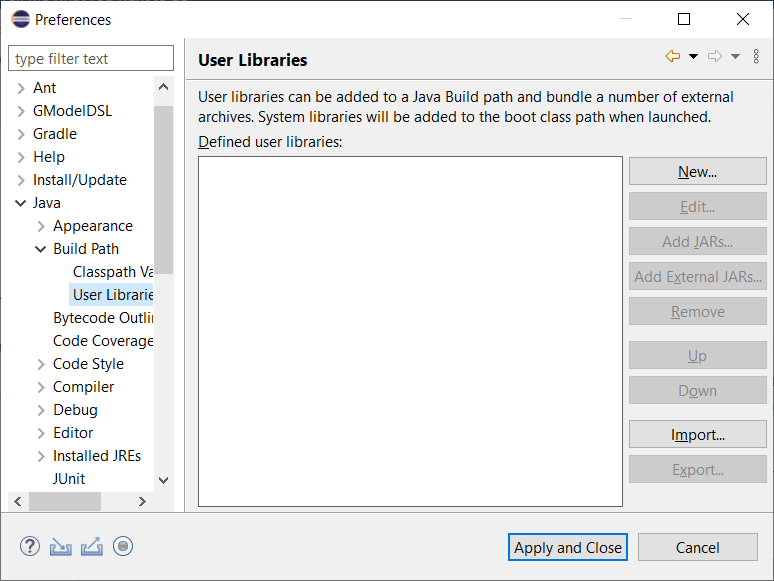 Preferences
type filter text
Ant
GModelDSL
Gradle
Help
Install/Update
Java
Appearance
Build Path
Classpath Va
User Librarie
Bytecode Outli
Code Coverage
Code Style
Compiler
Debug
Editor
Installed JREs
JUnit
User Libraries
User libraries can be added to a Java Build path and bundle a number of external
archives. System libraries will be added to the boot class path when launched.
Defined user libraries:
New...
Edit...
Add JARs...
Add External JARs...
Remove
Up
Down
Import...
Export...
Apply and Close
Cancel